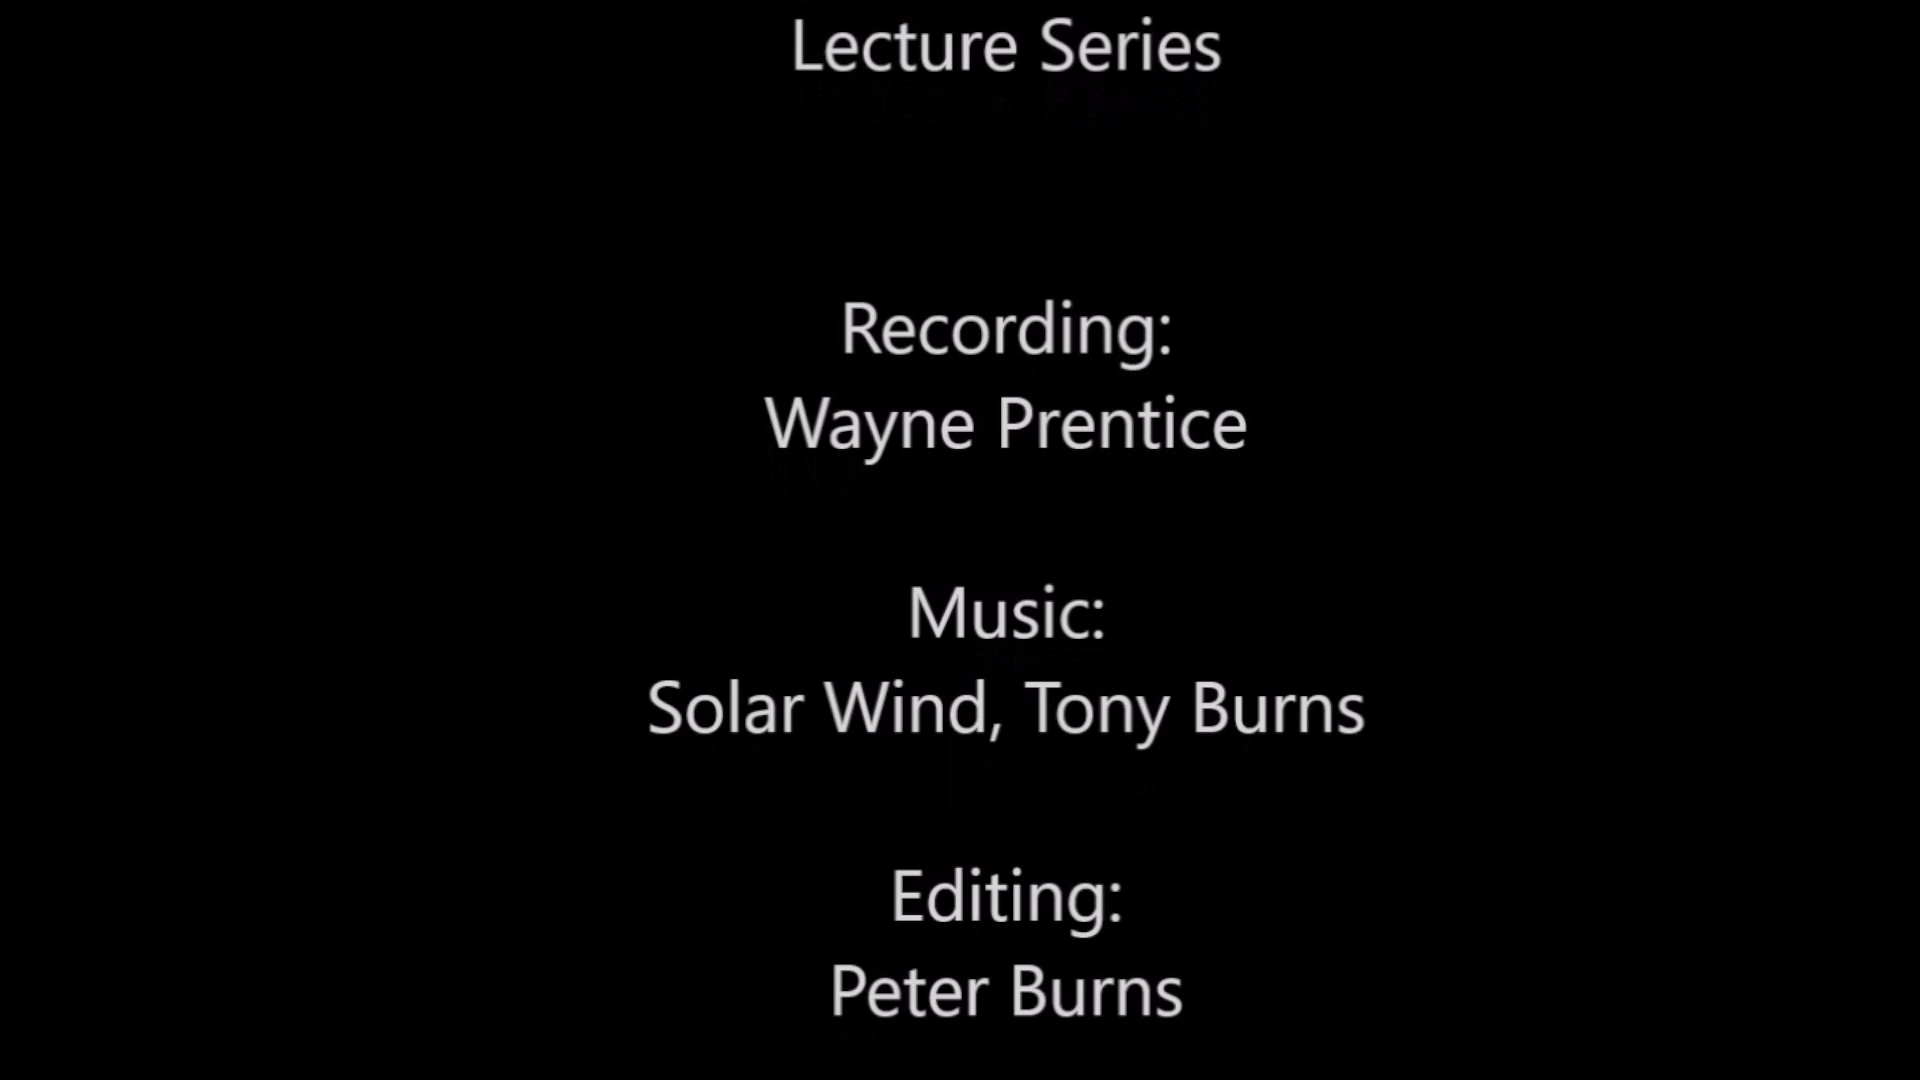 Lecture Series
Recording:
Wayne Prentice
Music:
Solar Wind, Tony Burns
Editing:
Peter Burns